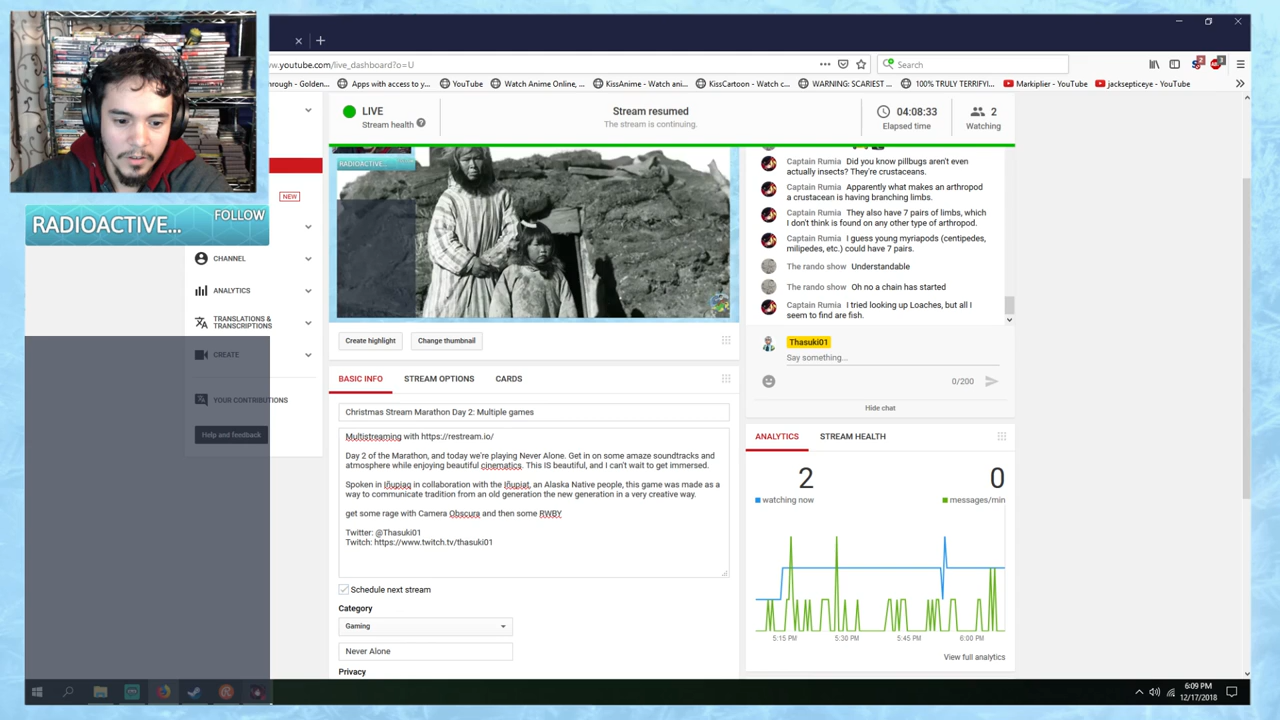 w.youtube.com/live_dashboard?o=U
Search
hrough - Golden...
Apps with access to y...
YouTube
Watch Anime Online, ...
KissAnime - Watch ani...
KissCartoon - Watch c...
WARNING: SCARIEST ...
100% TRULY TERRIFYI...
Markiplier - YouTube
jacksepticeye - YouTube
LIVE
Stream health
Stream resumed
The stream is continuing.
04:08:33
Elapsed time
2
Watching
RADIOACTIVE...
FOLLOW
NEW
CHANNEL
ANALYTICS
TRANSLATIONS &
TRANSCRIPTIONS
CREATE
YOUR CONTRIBUTIONS
Help and feedback
RADIOACTIVE...
Create highlight
Change thumbnail
BASIC INFO
STREAM OPTIONS
CARDS
Christmas Stream Marathon Day 2: Multiple games
Multistreaming with https://restream.io/
Day 2 of the Marathon, and today we're playing Never Alone. Get in on some amaze soundtracks and
atmosphere while enjoying beautiful cinematics. This IS beautiful, and I can't wait to get immersed.
Spoken in Iñupiaq in collaboration with the Iñupiat, an Alaska Native people, this game was made as a
way to communicate tradition from an old generation the new generation in a very creative way.
get some rage with Camera Obscura and then some RWBY
Twitter: @Thasuki01
Twitch: https://www.twitch.tv/thasuki01
Schedule next stream
Category
Gaming
Never Alone
Privacy
Captain Rumia Did you know pillbugs aren't even
actually insects? They're crustaceans.
Captain Rumia Apparently what makes an arthropod
a crustacean is having branching limbs.
Captain Rumia They also have 7 pairs of limbs, which
I don't think is found on any other type of arthropod.
Captain Rumia I guess young myriapods (centipedes,
milipedes, etc.) could have 7 pairs.
The rando show Understandable
The rando show Oh no a chain has started
Captain Rumia I tried looking up Loaches, but all I
seem to find are fish.
Thasuki01
Say something...
0/200
Hide chat
ANALYTICS
STREAM HEALTH
2
watching now
0
messages/min
5:15 PM
5:30 PM
5:45 PM
6:00 PM
View full analytics
6:09 PM
12/17/2018